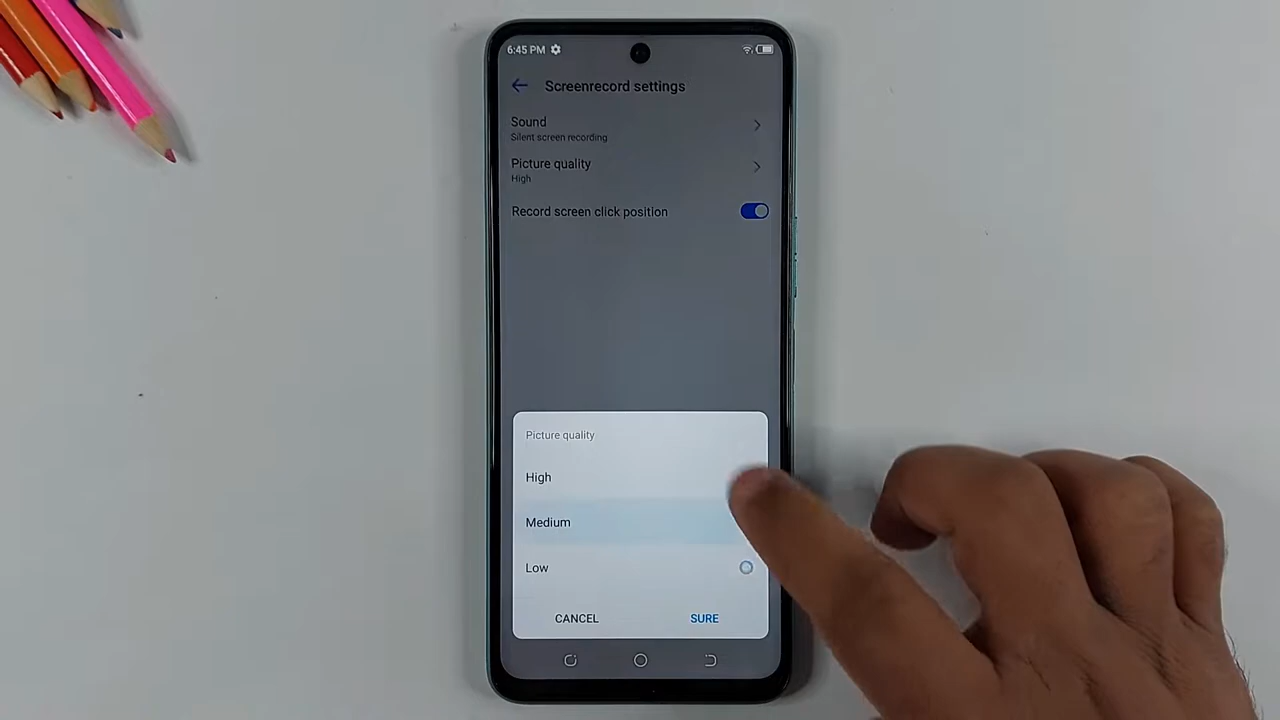 6:45 PM
Screenrecord settings
Sound
Silent screen recording
Picture quality
High
Record screen click position
Picture quality
High
Medium
Low
CANCEL SURE